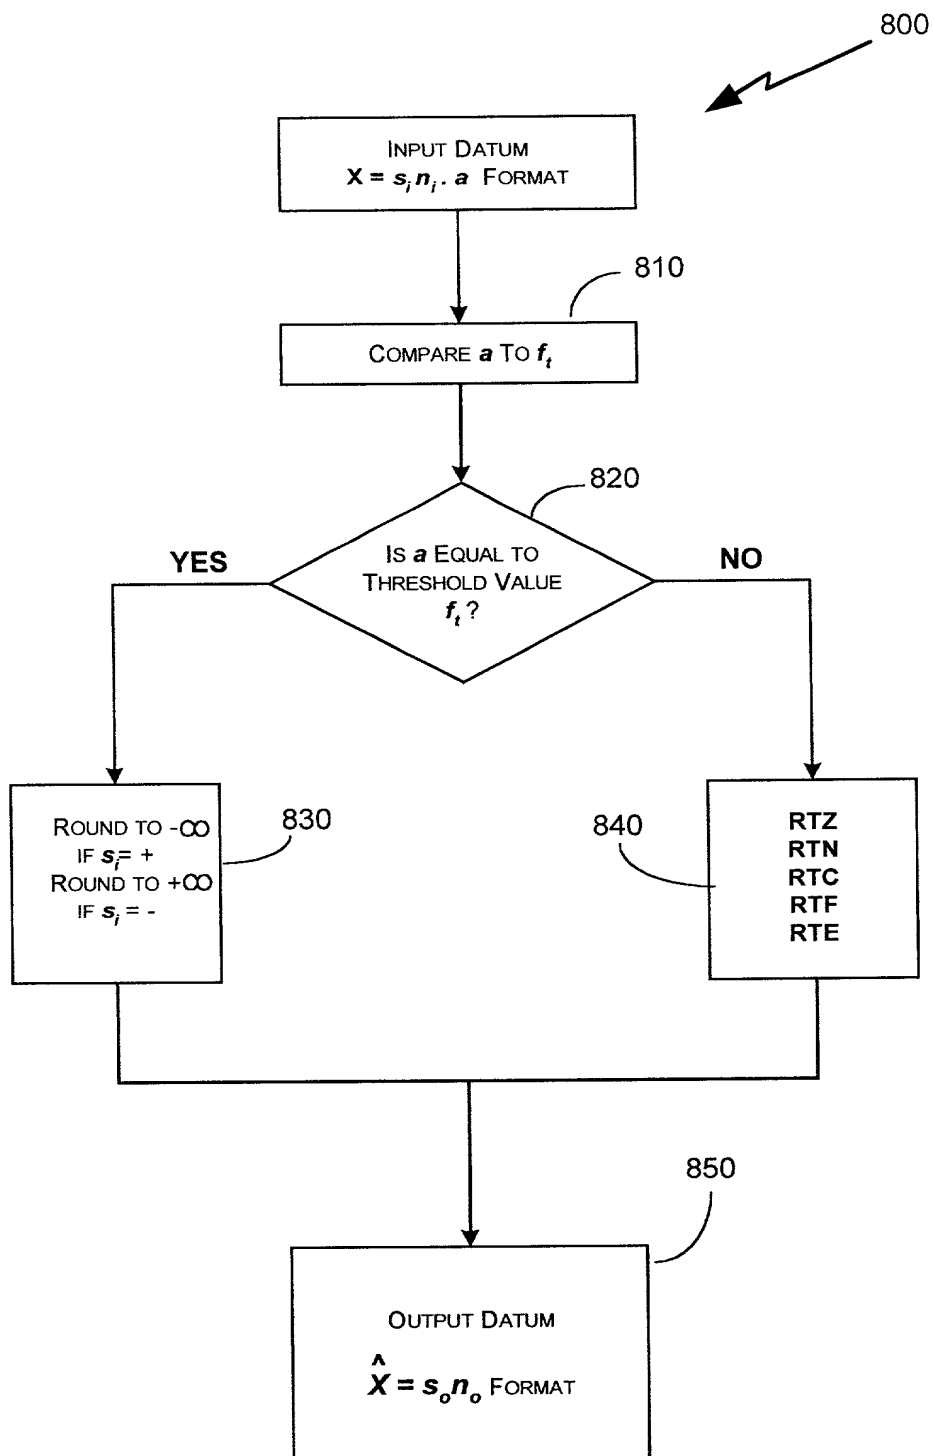 800
INPUT DATUM
X = s_i n_i . a FORMAT
810
COMPARE a TO f_t
820
YES
IS a EQUAL TO
THRESHOLD VALUE
f_t ?
NO
ROUND TO -∞
IF s_i = +
ROUND TO +∞
IF s_i = -
830
840
RTZ
RTN
RTC
RTF
RTE
850
OUTPUT DATUM
X̂ = s_o n_o FORMAT